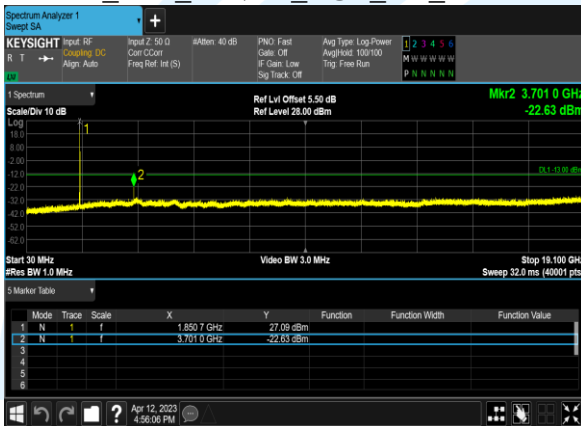 Spectrum Analyzer 1
Swept SA
KEYSIGHT Input: RF Input Z: 50 Ω #Atten: 40 dB PNO: Fast Avg Type: Log-Power 1 2 3 4 5 6
R T Coupling: DC Corr CCorr Gate: Off Avg|Hold: 100/100 M W W W W W
Align: Auto Freq Ref: Int (S) IF Gain: Low Trig: Free Run
Sig Track: Off P N N N N N
1 Spectrum Ref Lvl Offset 5.50 dB Mkr2 3.701 0 GHz
Scale/Div 10 dB Ref Level 28.00 dBm -22.63 dBm
Log
1
18.0
8.00
-2.00
DL1 -13.00 dBm
-12.0
2
-22.0
-32.0
-42.0
-52.0
-62.0
Start 30 MHz Video BW 3.0 MHz Stop 19.100 GHz
#Res BW 1.0 MHz Sweep 32.0 ms (40001 pts
5 Marker Table
Mode Trace Scale X Y Function Function Width Function Value
1 N 1 f 1.850 7 GHz 27.09 dBm
2 N 1 f 3.701 0 GHz -22.63 dBm
3
4
5
6
? Apr 12, 2023
4:56:06 PM